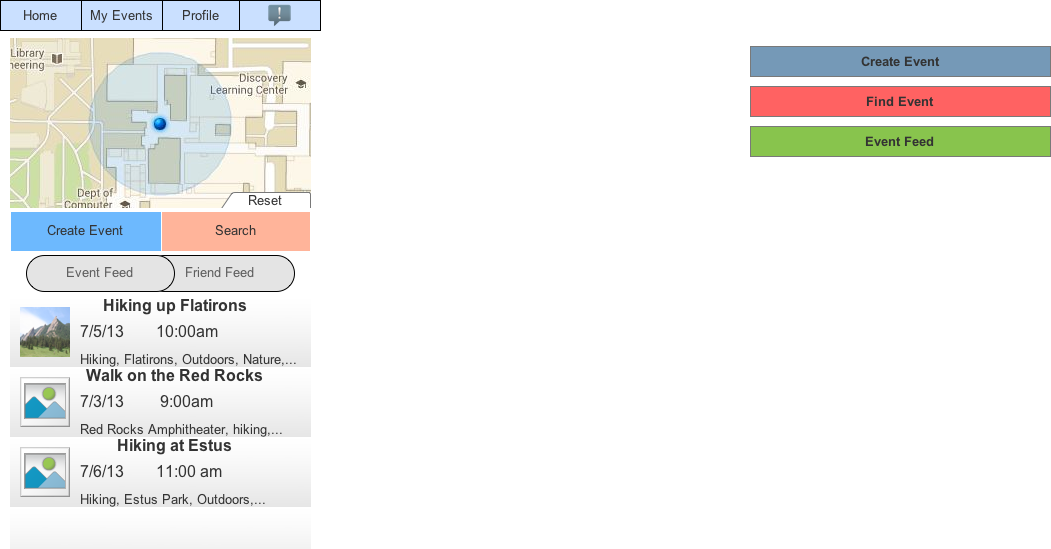 Home My Events Profile
Library
neering
Discovery
Learning Center
Dept of
Computer
Reset
Create Event Search
Event Feed Friend Feed
Hiking up Flatirons
7/5/13 10:00am
Hiking, Flatirons, Outdoors, Nature,...
Walk on the Red Rocks
7/3/13 9:00am
Red Rocks Amphitheater, hiking,...
Hiking at Estus
7/6/13 11:00 am
Hiking, Estus Park, Outdoors,...
Create Event
Find Event
Event Feed